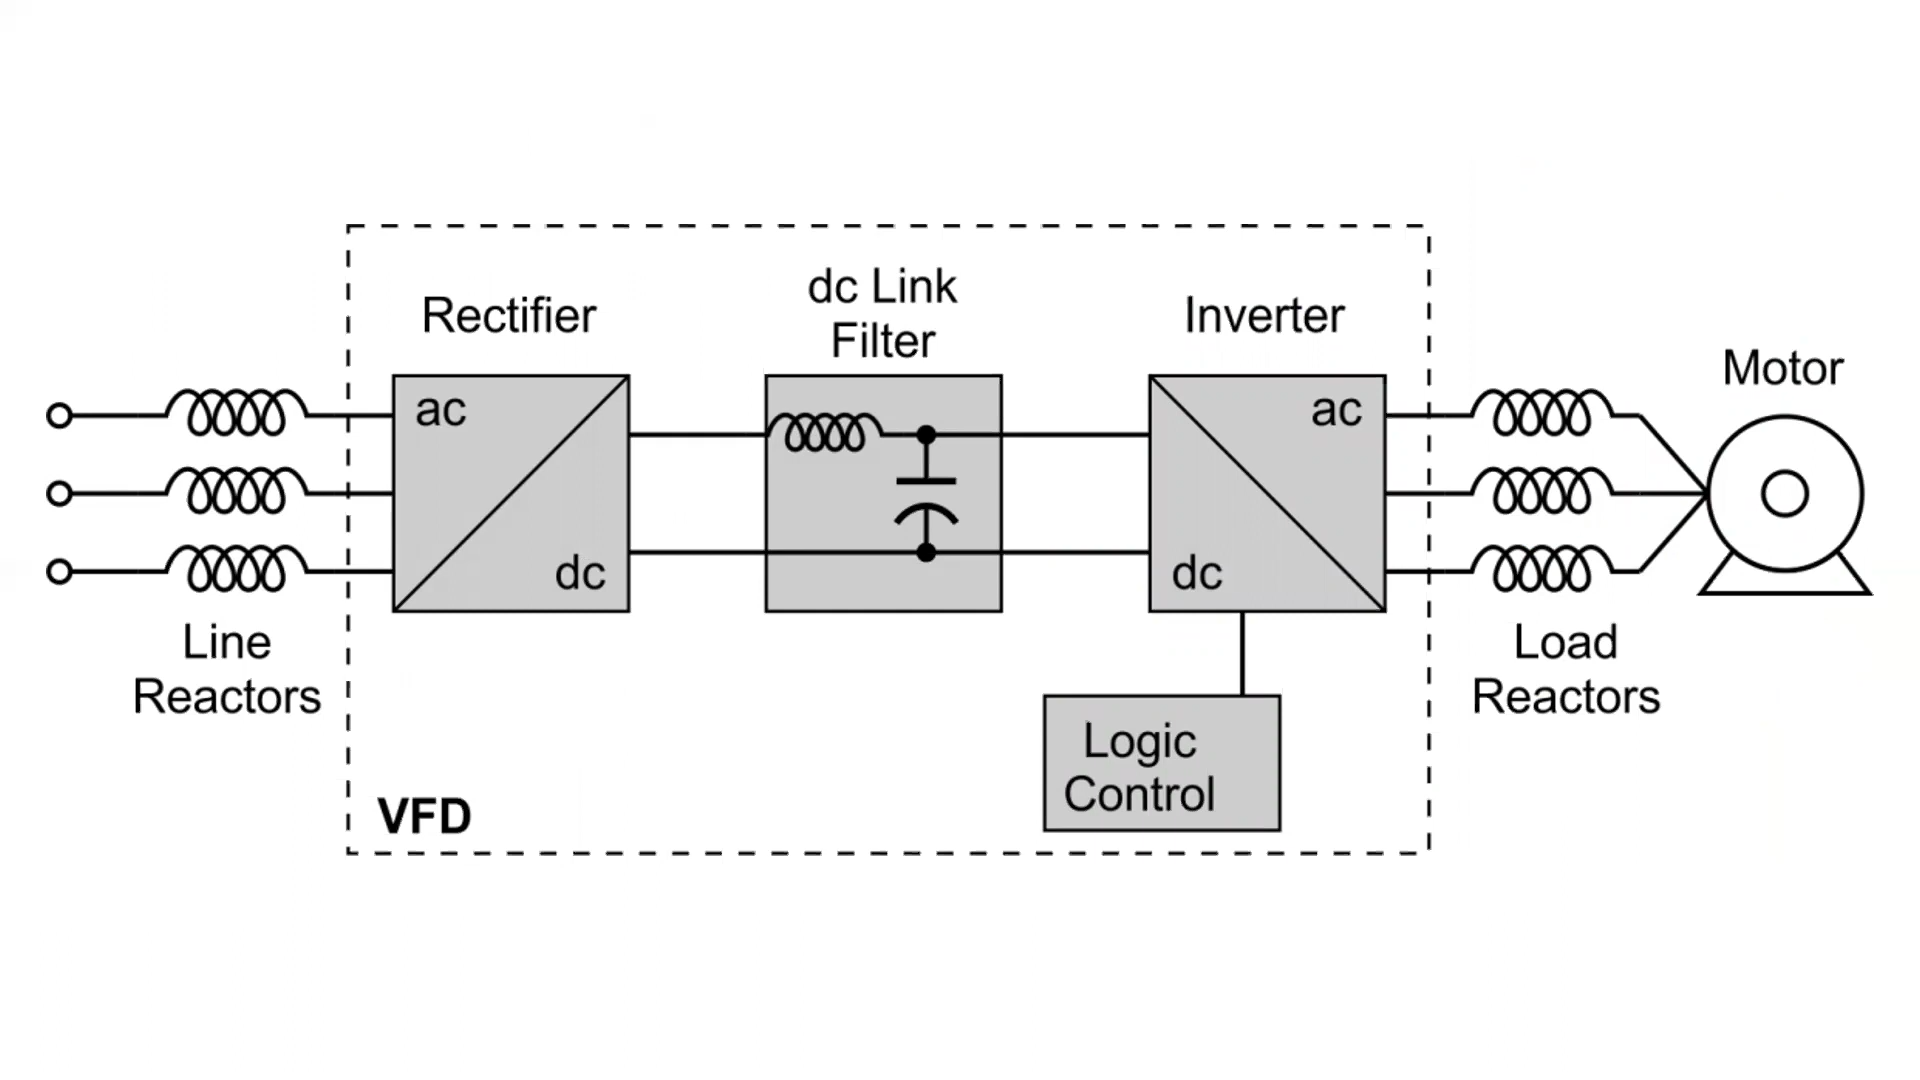 Rectifier
dc Link
Filter
Inverter
Motor
ac
dc
ac
dc
Line
Reactors
Load
Reactors
Logic
Control
VFD